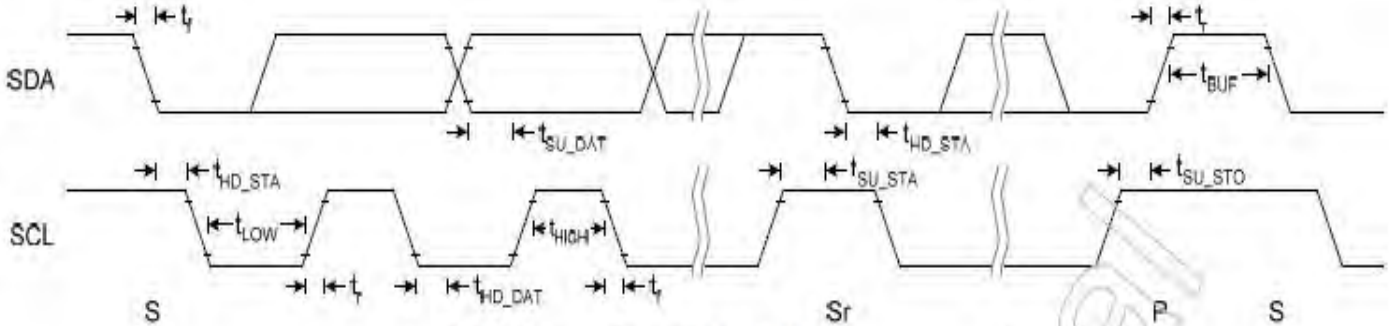 t_f t_r
SDA t_BUF
t_SU_DAT t_HD_STA
t_HD_STA t_SU_STA t_SU_STO
SCL t_LOW t_HIGH
t_r t_HD_DAT t_f
S Sr P S